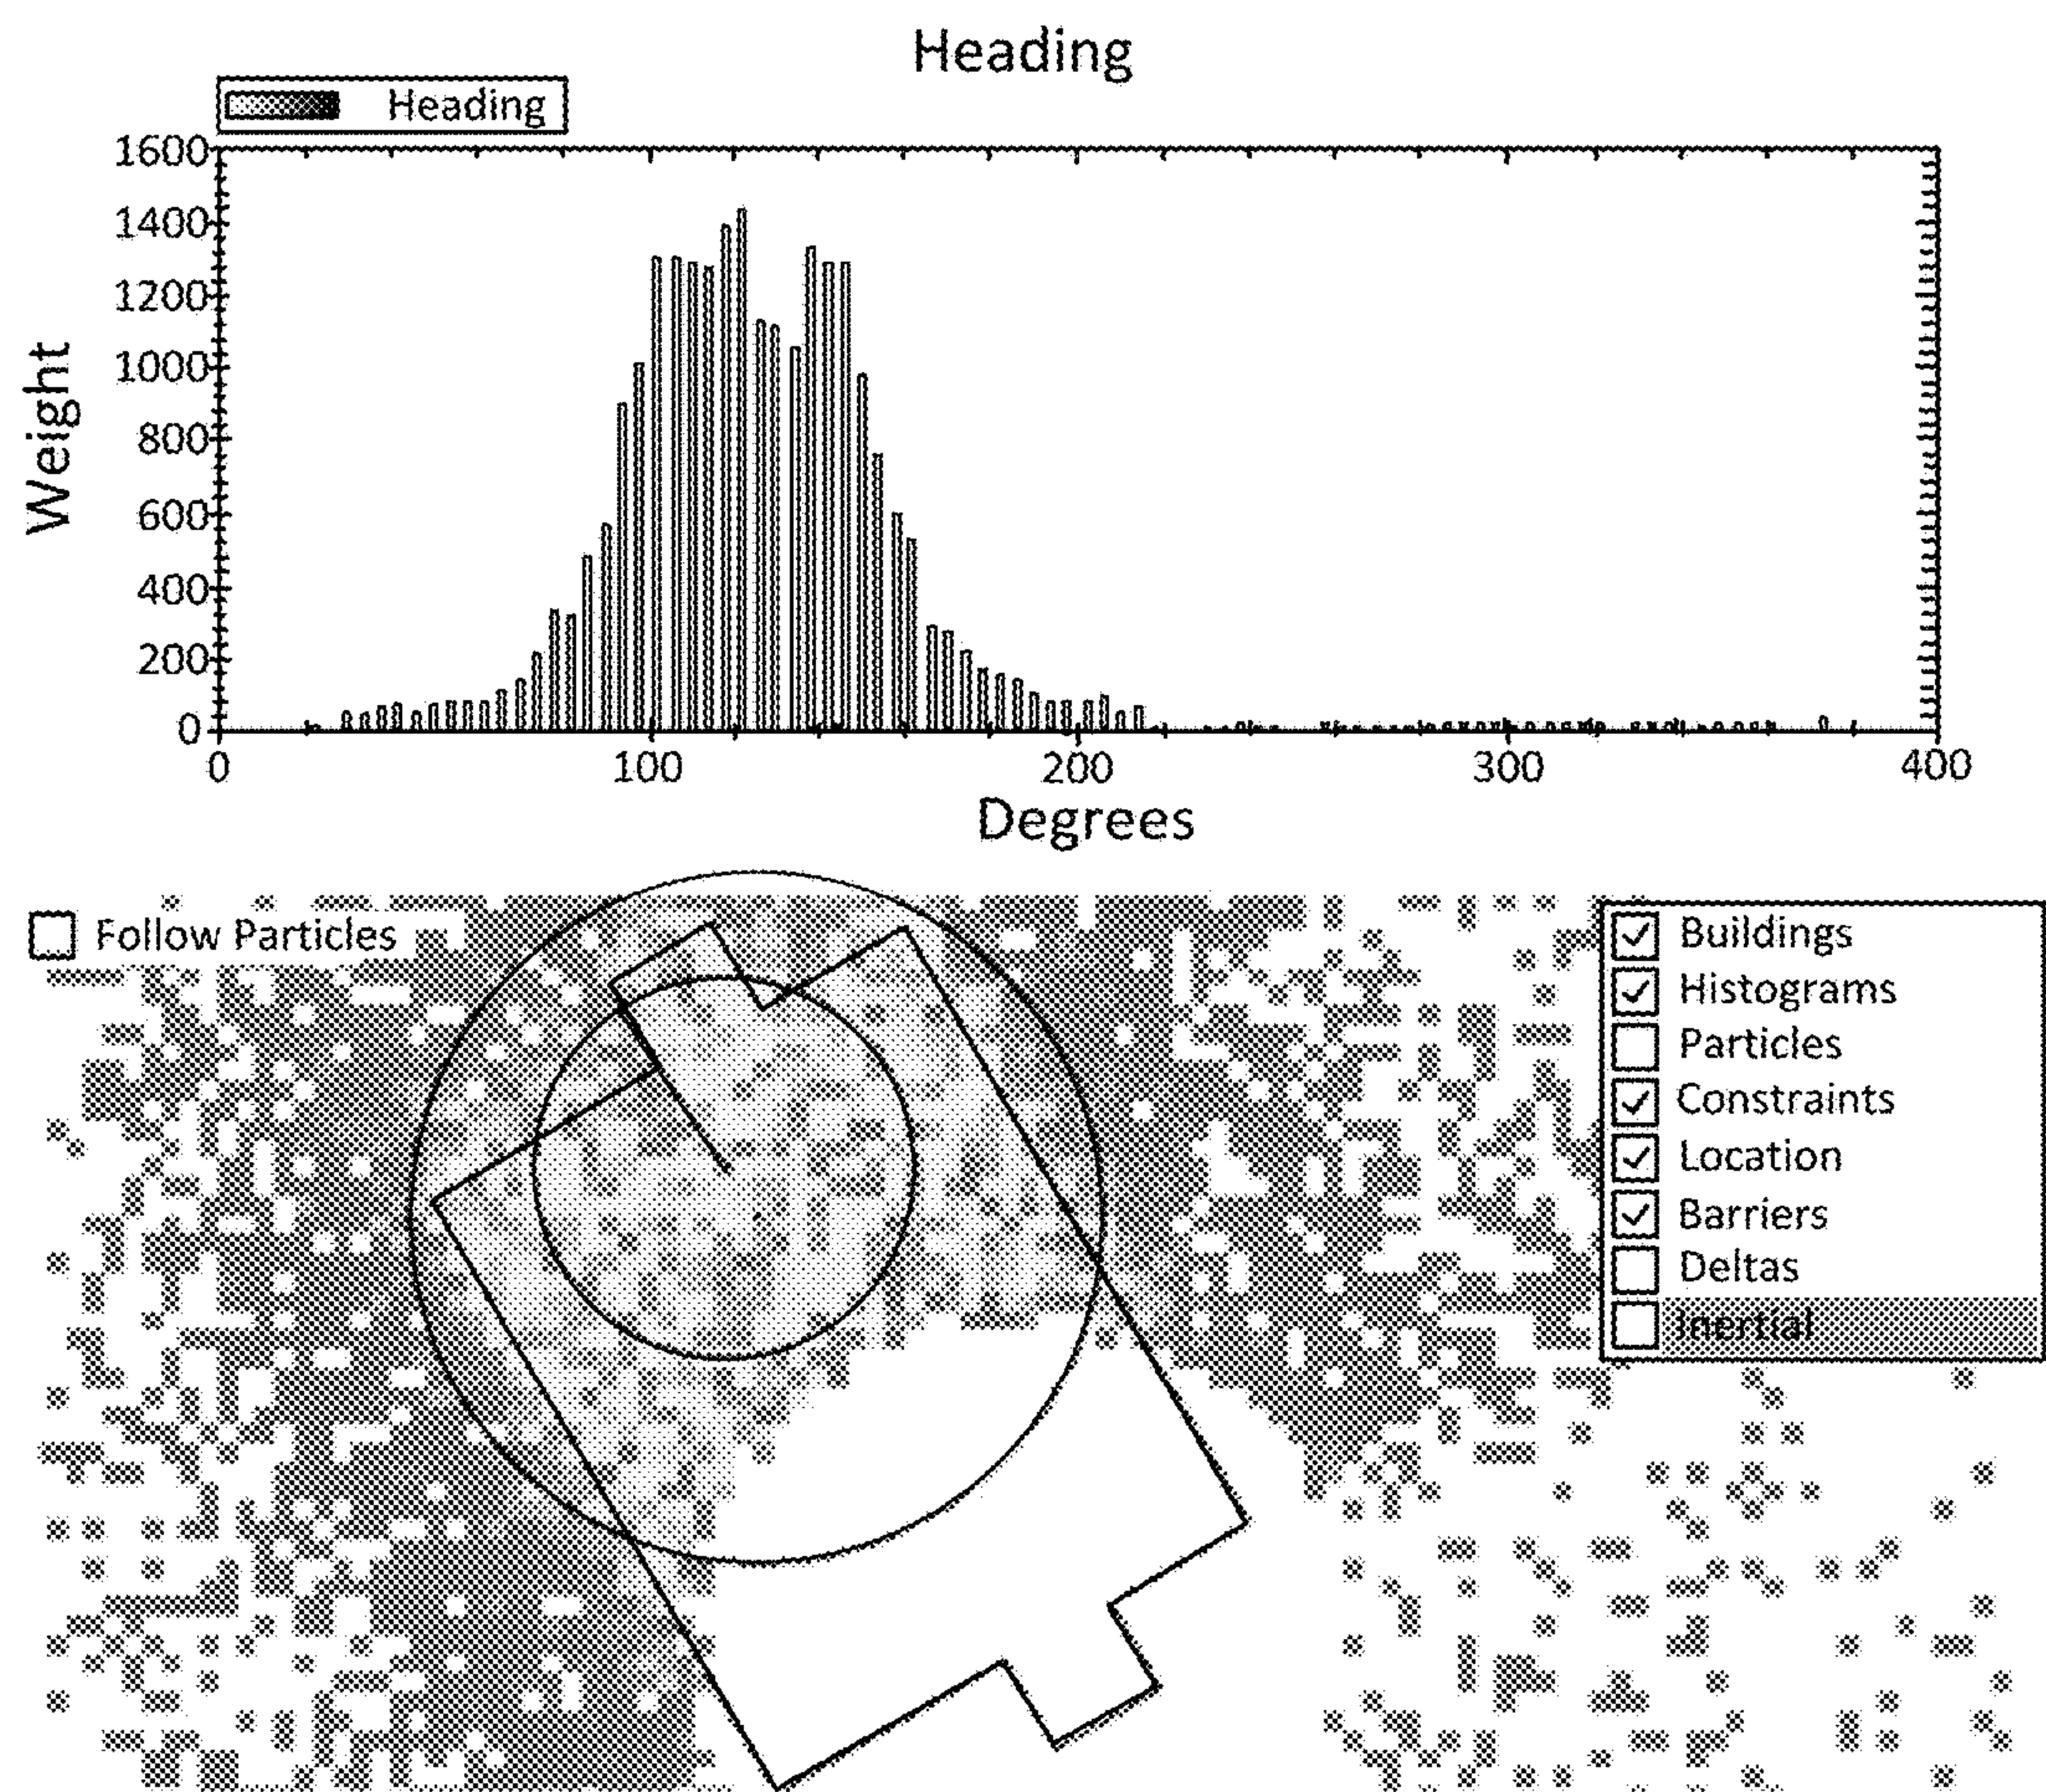 Heading
Heading
1600
1400
1200
1000
800
600
400
200
0
Weight
0 100 200 300 400
Degrees
Follow Particles
Buildings
Histograms
Particles
Constraints
Location
Barriers
Deltas
Inertial